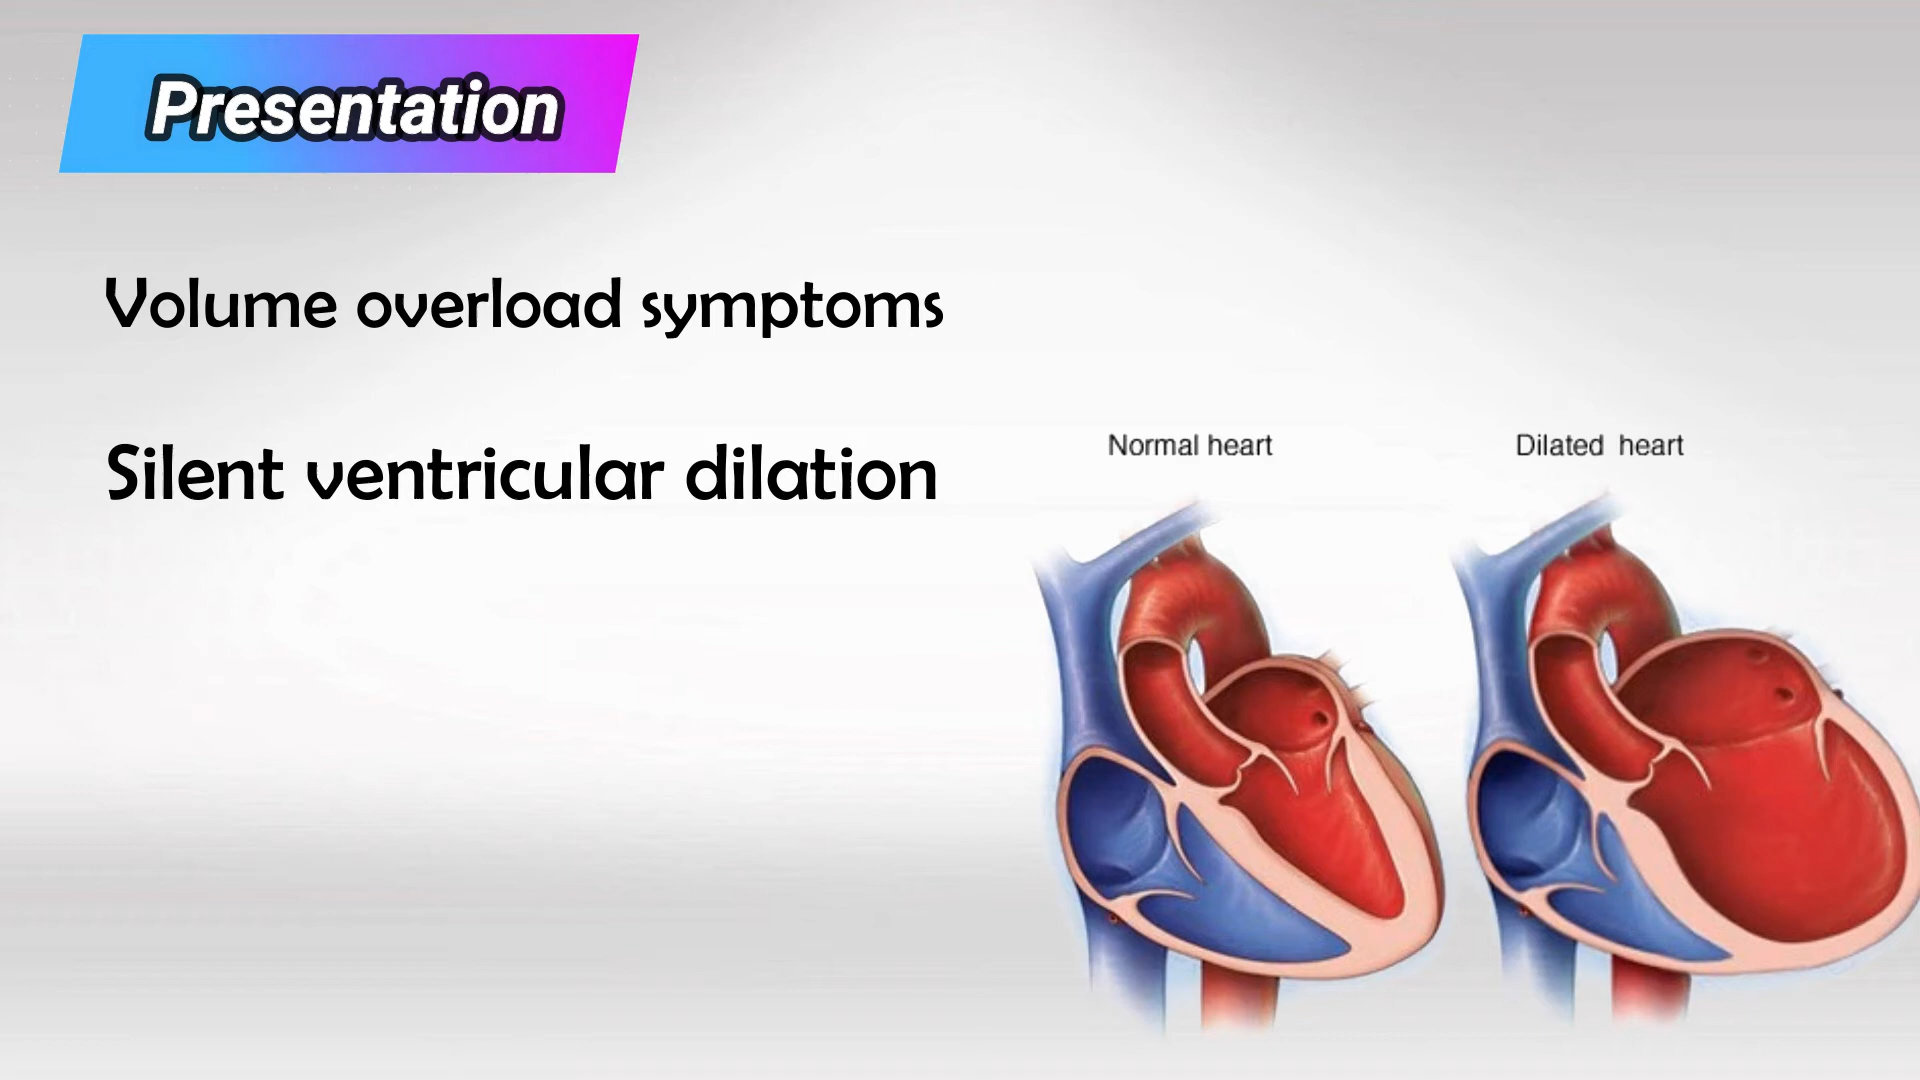 Presentation
Volume overload symptoms
Silent ventricular dilation
Normal heart
Dilated heart